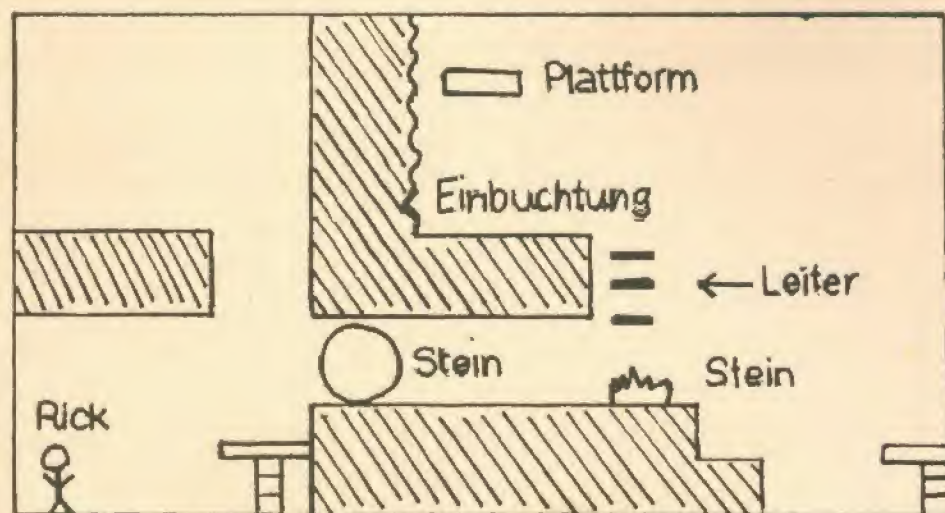 Plattform
Einbuchtung
Leiter
Stein
Stein
Rick